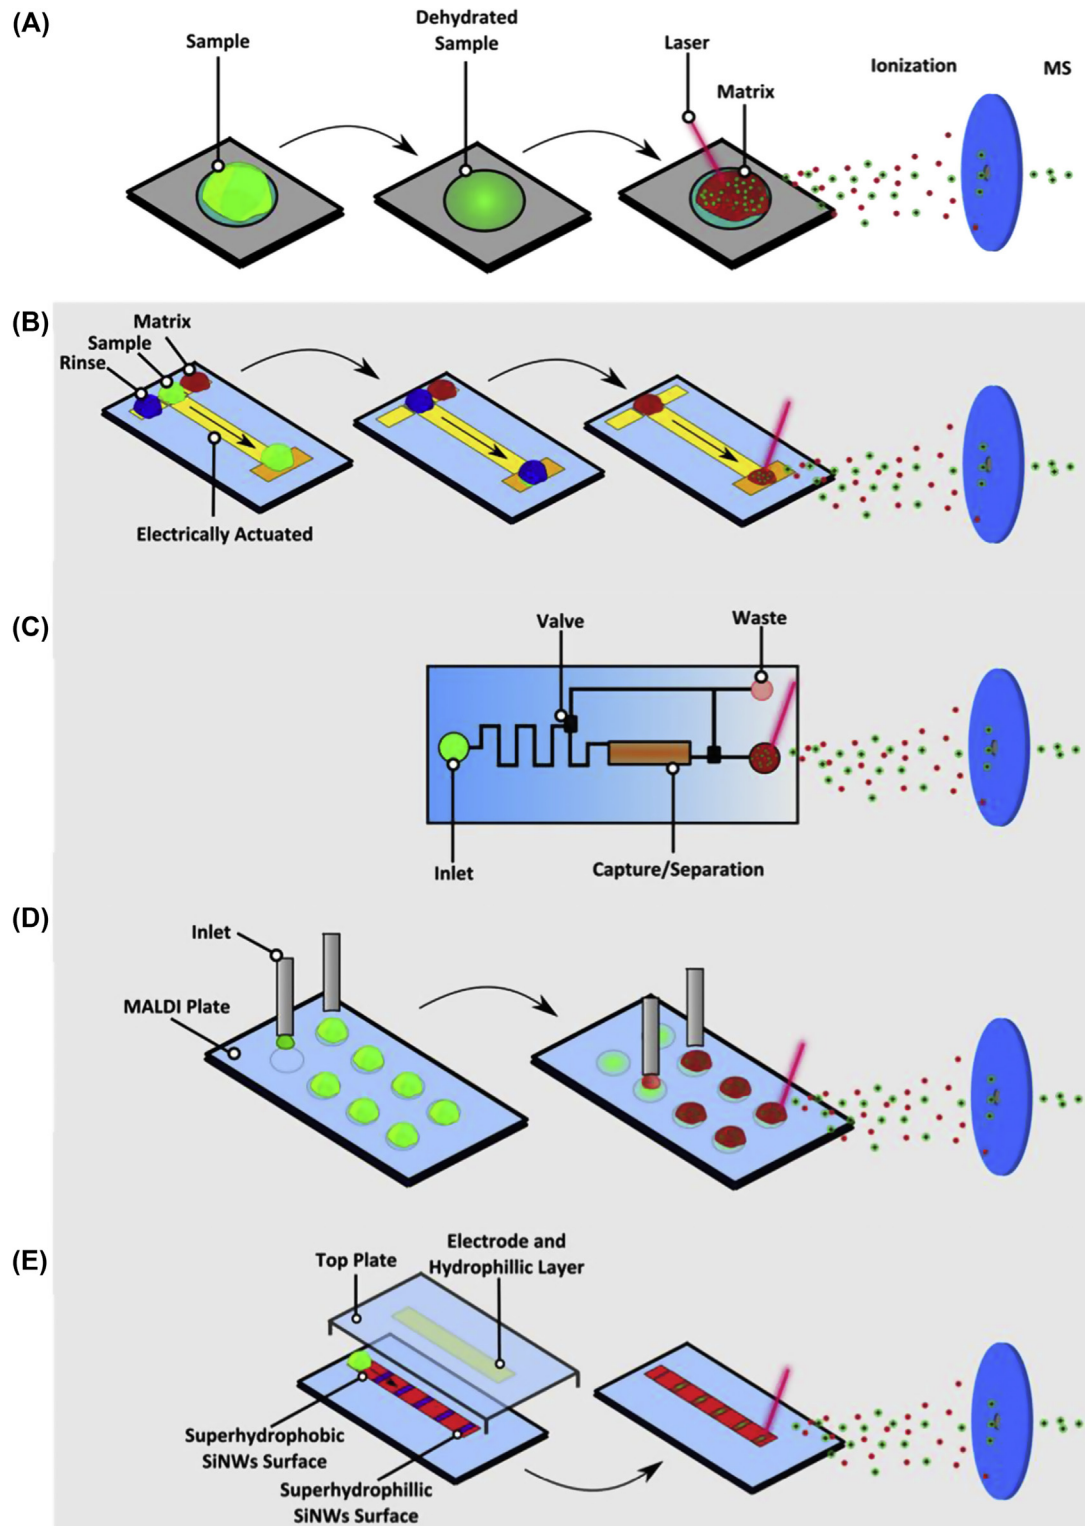 (A)
Sample
Dehydrated
Sample
Laser
Matrix
Ionization
MS
(B)
Matrix
Sample
Rinse
Electrically Actuated
(C)
Valve
Waste
Inlet
Capture/Separation
(D)
Inlet
MALDI Plate
(E)
Top Plate
Electrode and
Hydrophillic Layer
Superhydrophobic
SiNWs Surface
Superhydrophillic
SiNWs Surface